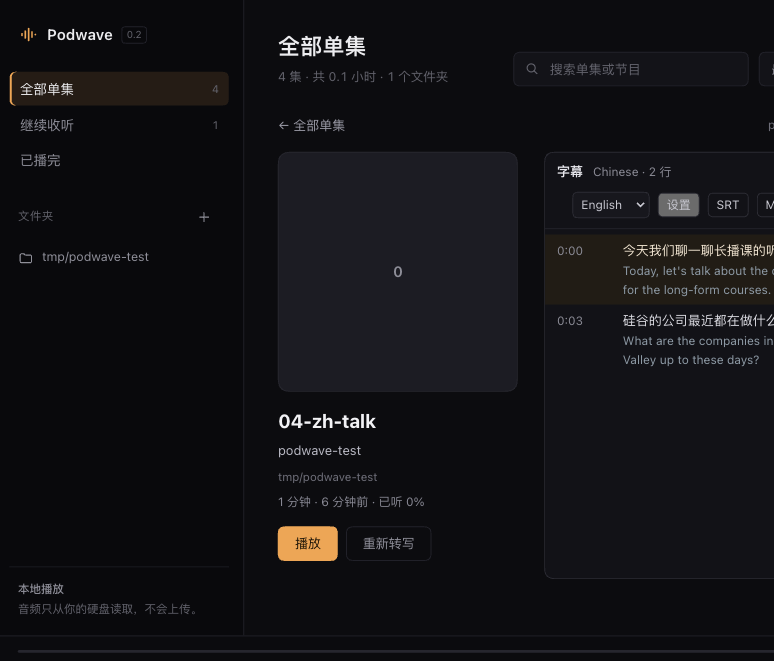 Podwave 0.2
全部单集 4
继续收听 1
已播完
文件夹 +
tmp/podwave-test
本地播放
音频只从你的硬盘读取，不会上传。
全部单集
4 集 · 共 0.1 小时 · 1 个文件夹
搜索单集或节目
← 全部单集
0
04-zh-talk
podwave-test
tmp/podwave-test
1 分钟 · 6 分钟前 · 已听 0%
播放 重新转写
字幕 Chinese · 2 行
English 设置 SRT
0:00 今天我们聊一聊长播课的
Today, let's talk about the
for the long-form courses.
0:03 硅谷的公司最近都在做什么
What are the companies in
Valley up to these days?